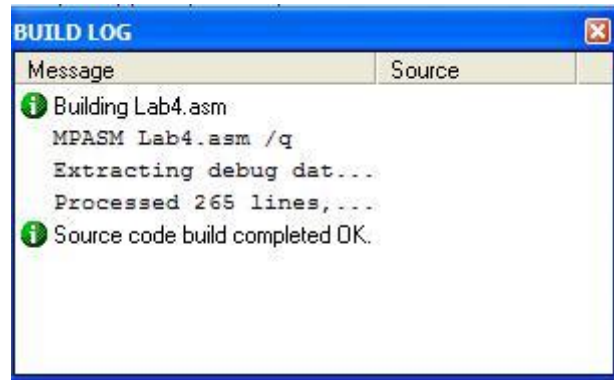 BUILD LOG
Message Source
Building Lab4.asm
MPASM Lab4.asm /q
Extracting debug dat...
Processed 265 lines,...
Source code build completed OK.